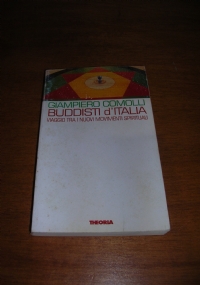 GIAMPIERO COMOLLI
BUDDISTI d'ITALIA
VIAGGIO TRA I NUOVI MOVIMENTI SPIRITUALI
THEORIA